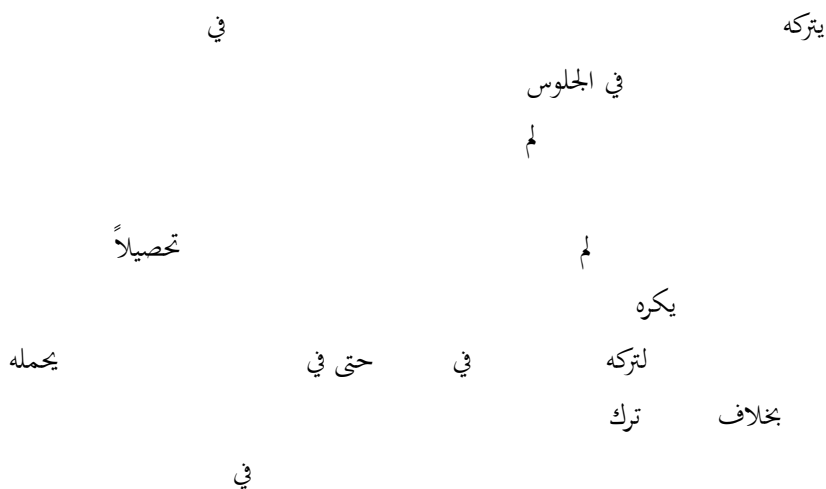 يتركه في
في الجلوس
لم
لم تحصيلاً
يكره
لتركه في حتى في يحمله
بخلاف ترك
في